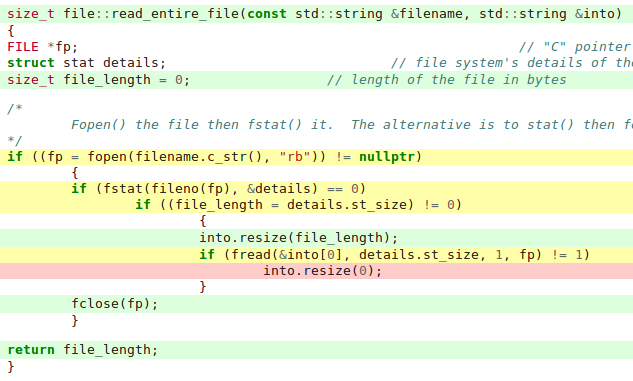 size_t file::read_entire_file(const std::string &filename, std::string &into)
{
FILE *fp; // "C" pointer
struct stat details; // file system's details of the
size_t file_length = 0; // length of the file in bytes
/*
Fopen() the file then fstat() it. The alternative is to stat() then
*/
if ((fp = fopen(filename.c_str(), "rb")) != nullptr)
{
if (fstat(fileno(fp), &details) == 0)
if ((file_length = details.st_size) != 0)
{
into.resize(file_length);
if (fread(&into[0], details.st_size, 1, fp) != 1)
into.resize(0);
}
fclose(fp);
}
return file_length;
}